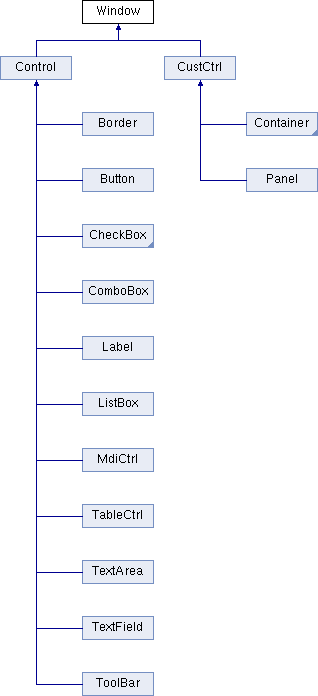 Window
Control
CustCtrl
Border
Container
Button
Panel
CheckBox
ComboBox
Label
ListBox
MdiCtrl
TableCtrl
TextArea
TextField
ToolBar